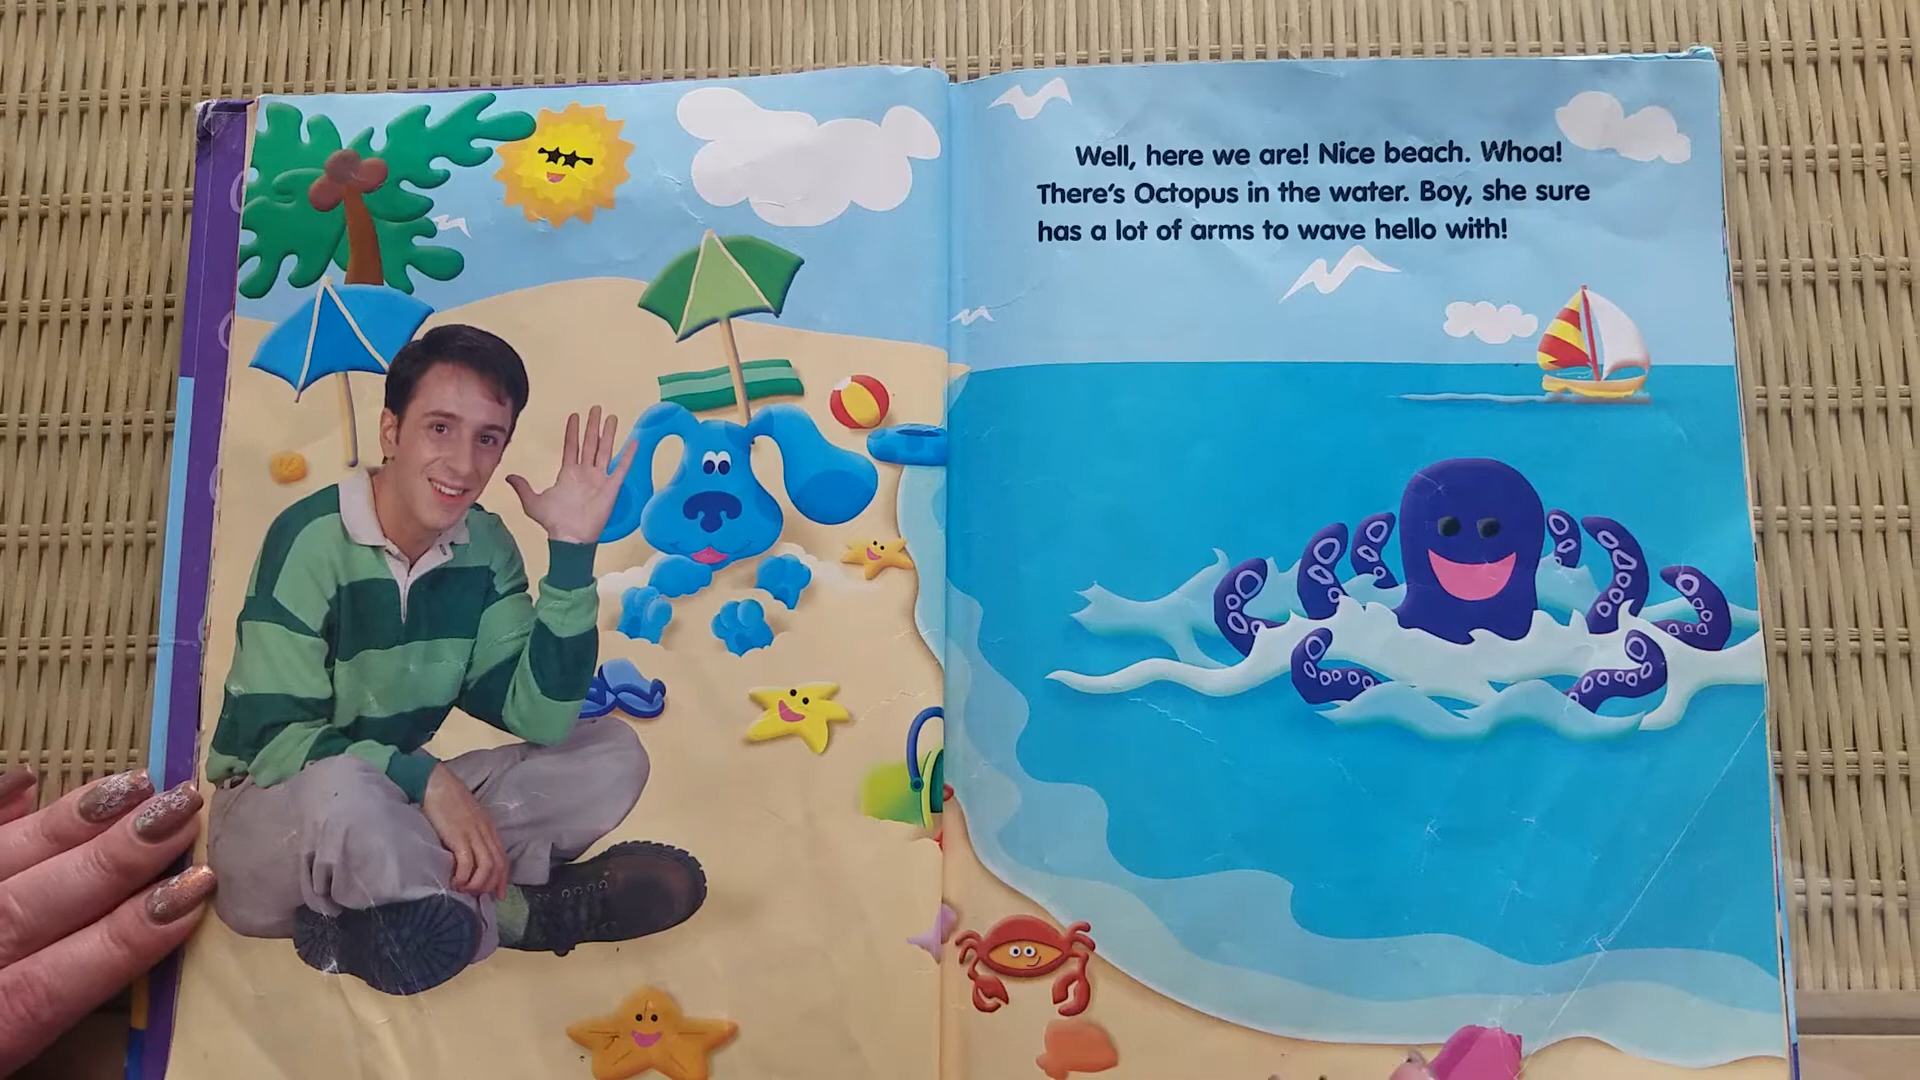 Well, here we are! Nice beach. Whoa!
There's Octopus in the water. Boy, she sure
has a lot of arms to wave hello with!